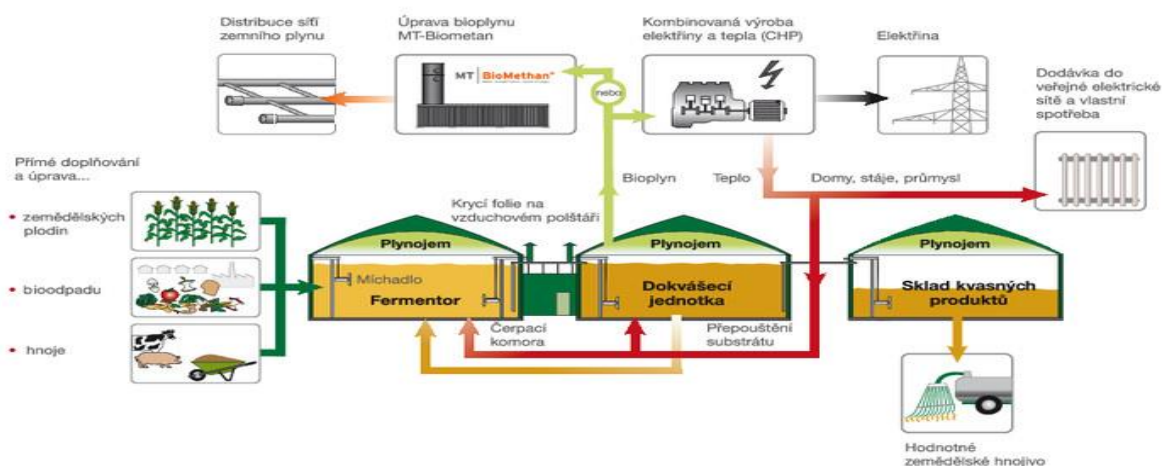 Distribuce sítí
zemního plynu
Úprava bioplynu
MT-Biometan
Kombinovaná výroba
elektřiny a tepla (CHP)
Elektřina
MT BioMethan
nebo
Dodávka do
veřejné elektrické
sítě a vlastní
spotřeba
Přímé doplňování
a úprava...
• zemědělských
plodin
• bioodpadu
• hnoje
Krycí folie na
vzduchovém polštáři
Bioplyn
Teplo
Domy, stáje, průmysl
Plynojem
Plynojem
Plynojem
Míchadlo
Fermentor
Dokvášecí
jednotka
Sklad kvasných
produktů
Čerpací
komora
Přepouštění
substrátu
Hodnotné
zemědělské hnojivo